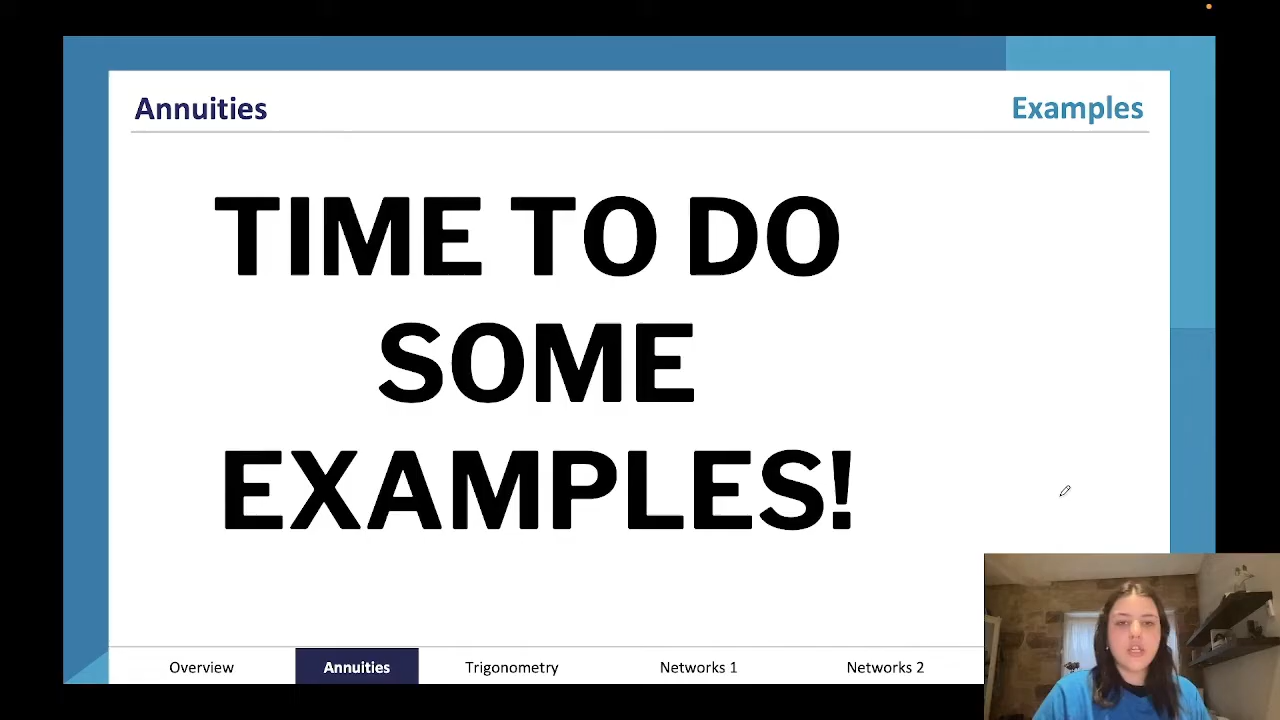 Annuities
Examples
TIME TO DO
SOME
EXAMPLES!
Overview
Annuities
Trigonometry
Networks 1
Networks 2